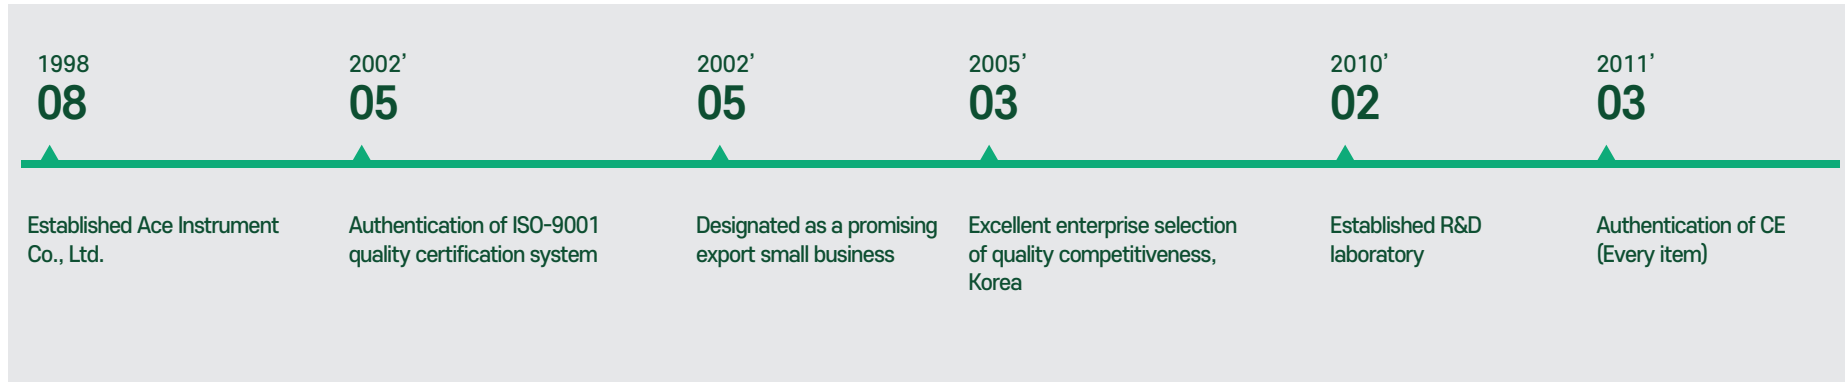 1998
08
Established Ace Instrument
Co., Ltd.
2002’
05
Authentication of ISO-9001
quality certification system
2002’
05
Designated as a promising
export small business
2005’
03
Excellent enterprise selection
of quality competitiveness,
Korea
2010’
02
Established R&D
laboratory
2011’
03
Authentication of CE
(Every item)